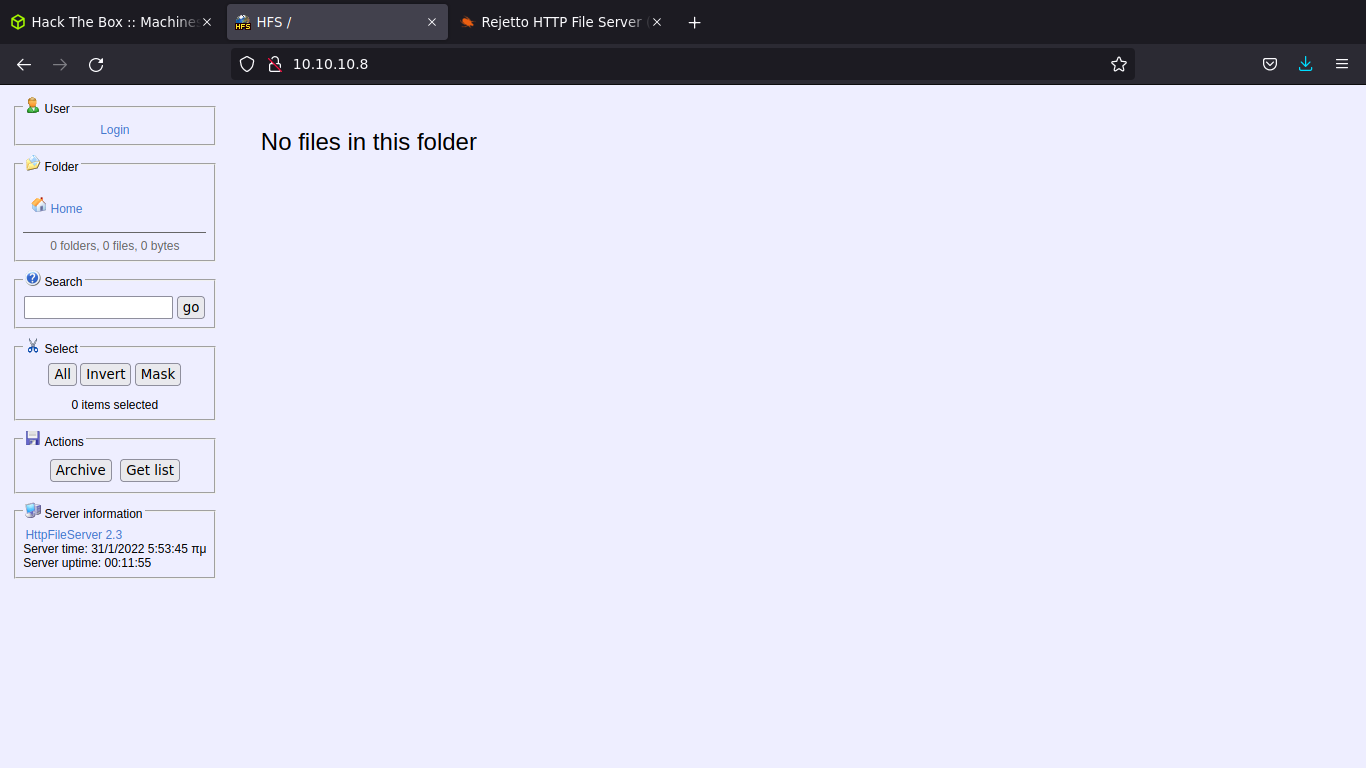 Hack The Box :: Machines
HFS /
Rejetto HTTP File Server (
10.10.10.8
User
Login
Folder
Home
0 folders, 0 files, 0 bytes
Search
go
Select
All Invert Mask
0 items selected
Actions
Archive Get list
Server information
HttpFileServer 2.3
Server time: 31/1/2022 5:53:45 πμ
Server uptime: 00:11:55
No files in this folder